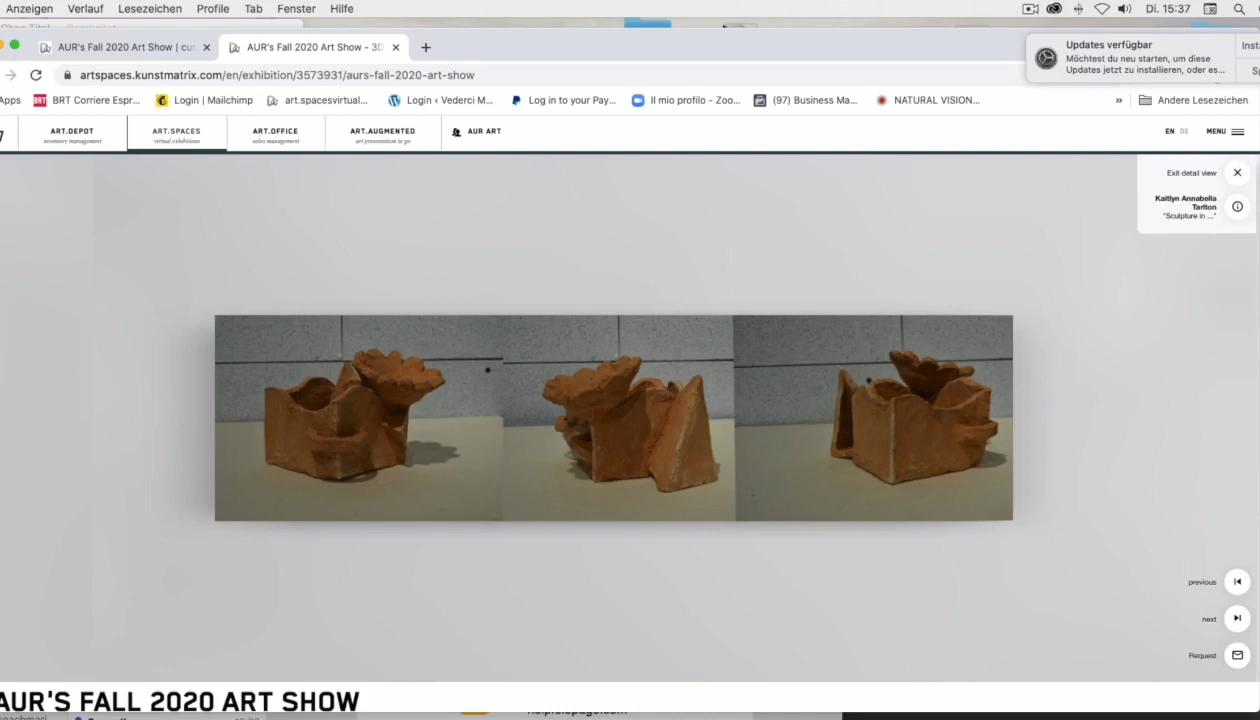 Anzeigen Verlauf Lesezeichen Profile Tab Fenster Hilfe Di. 15:37
AUR's Fall 2020 Art Show | cu AUR's Fall 2020 Art Show - 3D
Updates verfügbar
Möchtest du neu starten, um diese
Updates jetzt zu installieren, oder es...
Inst
Sp
artspaces.kunstmatrix.com/en/exhibition/3573931/aurs-fall-2020-art-show
Apps BRT Corriere Espr... Login | Mailchimp art.spacesvirtual... Login ‹ Vederci M... Log in to your Pay... Il mio profilo - Zoo... (97) Business Ma... NATURAL VISION... » Andere Lesezeichen
ART.DEPOT ART.SPACES ART.OFFICE ART.AUGMENTED AUR ART EN DE MENU
inventory management virtual exhibitions sales management art presentation to go
Exit detail view
Kaitlyn Annabella
Tarlton
"Sculpture in ..."
previous
next
Request
AUR'S FALL 2020 ART SHOW